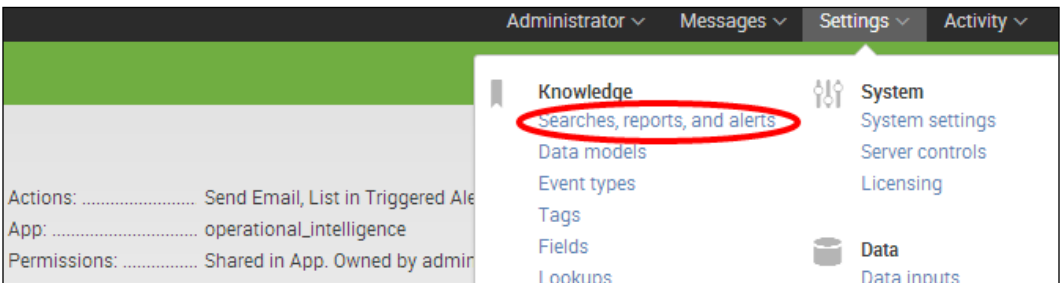 Administrator Messages Settings Activity
Knowledge
Searches, reports, and alerts
Data models
Event types
Tags
Fields
Lookups
System
System settings
Server controls
Licensing
Data
Data inputs
Actions: ......................... Send Email, List in Triggered Ale
App: ................................ operational_intelligence
Permissions: ................ Shared in App. Owned by admin